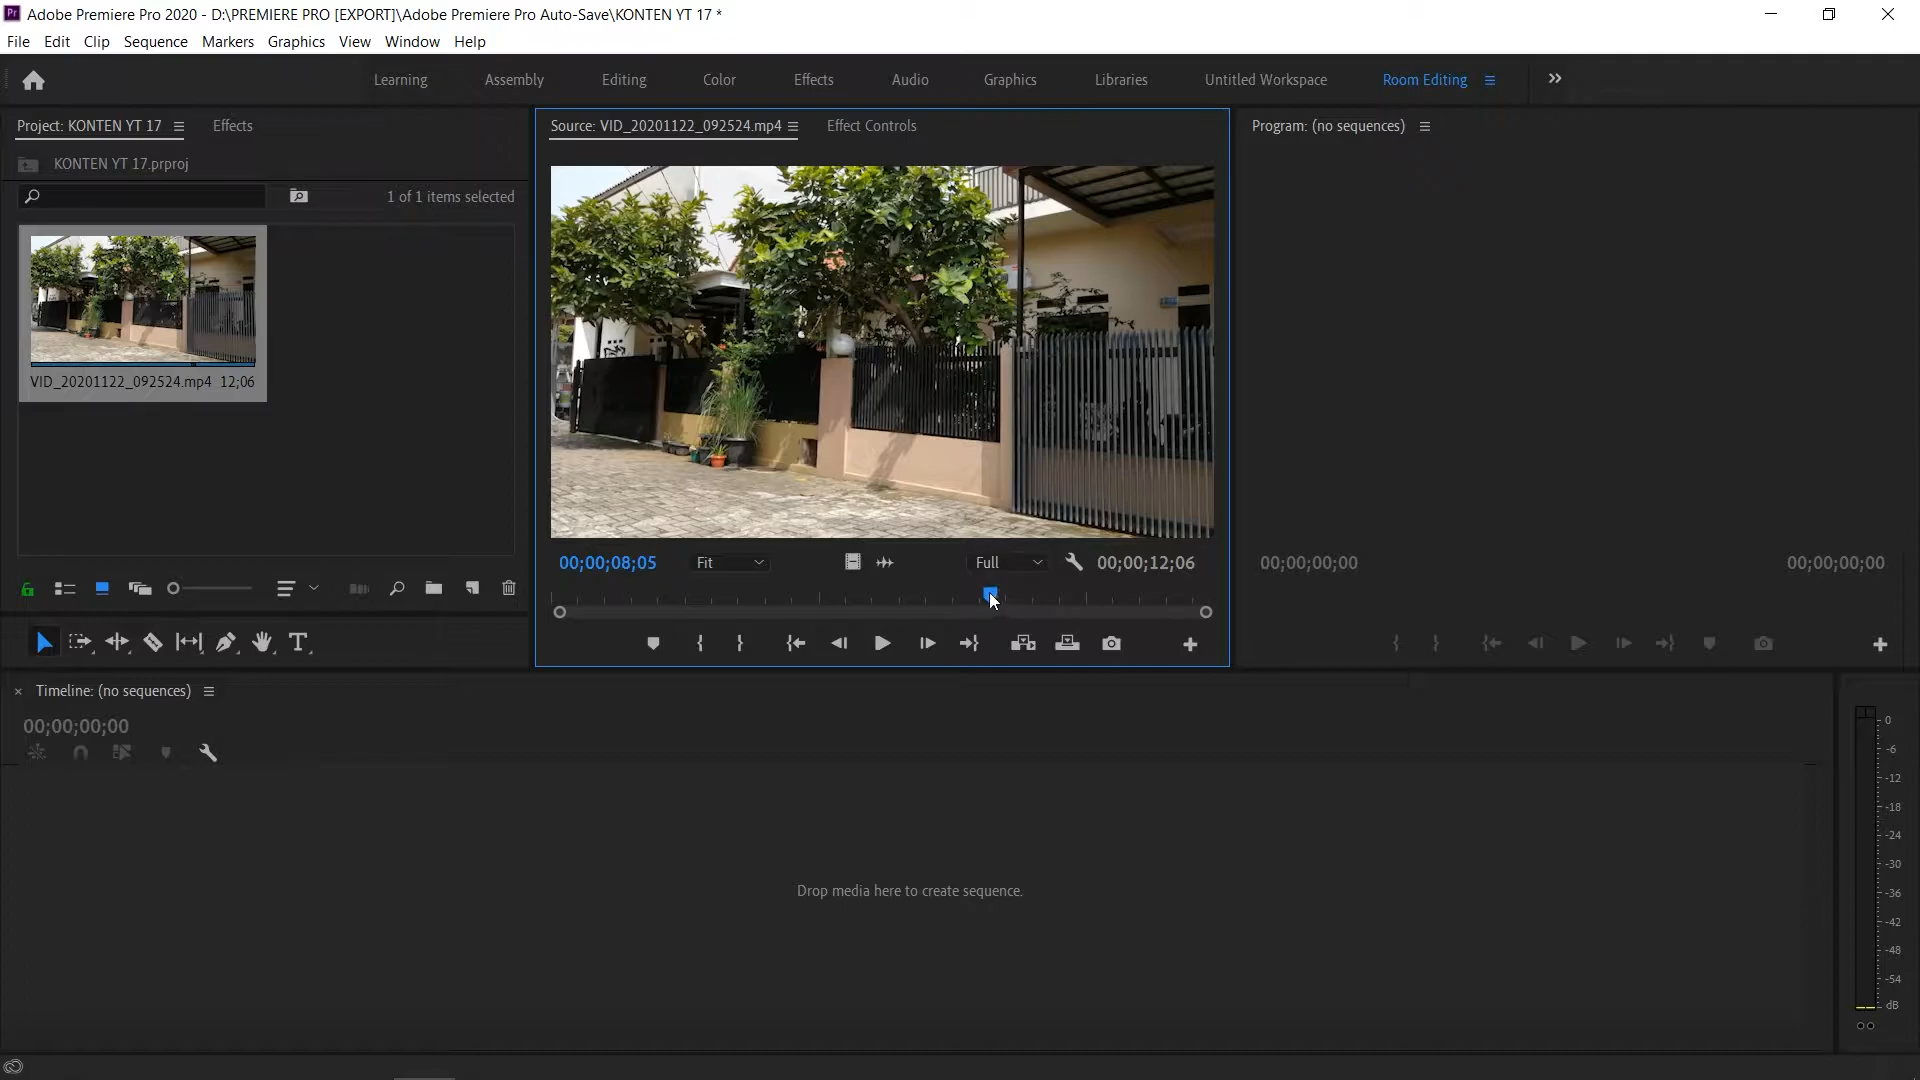 Adobe Premiere Pro 2020 - D:\PREMIERE PRO [EXPORT]\Adobe Premiere Pro Auto-Save\KONTEN YT 17 *
File Edit Clip Sequence Markers Graphics View Window Help
Learning Assembly Editing Color Effects Audio Graphics Libraries Untitled Workspace Room Editing
Project: KONTEN YT 17 Effects
KONTEN YT 17.prproj
1 of 1 items selected
VID_20201122_092524.mp4 12;06
Source: VID_20201122_092524.mp4 Effect Controls
00;00;08;05 Fit Full 00;00;12;06
Program: (no sequences)
00;00;00;00 00;00;00;00
Timeline: (no sequences)
00;00;00;00
Drop media here to create sequence.
0
-6
-12
-18
-24
-30
-36
-42
-48
-54
dB